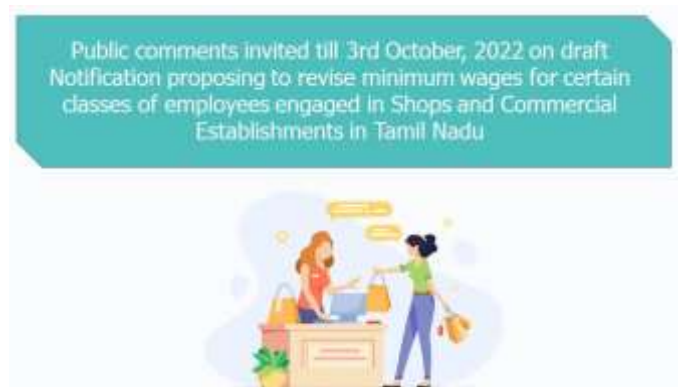 Public comments invited till 3rd October, 2022 on draft
Notification proposing to revise minimum wages for certain
classes of employees engaged in Shops and Commercial
Establishments in Tamil Nadu